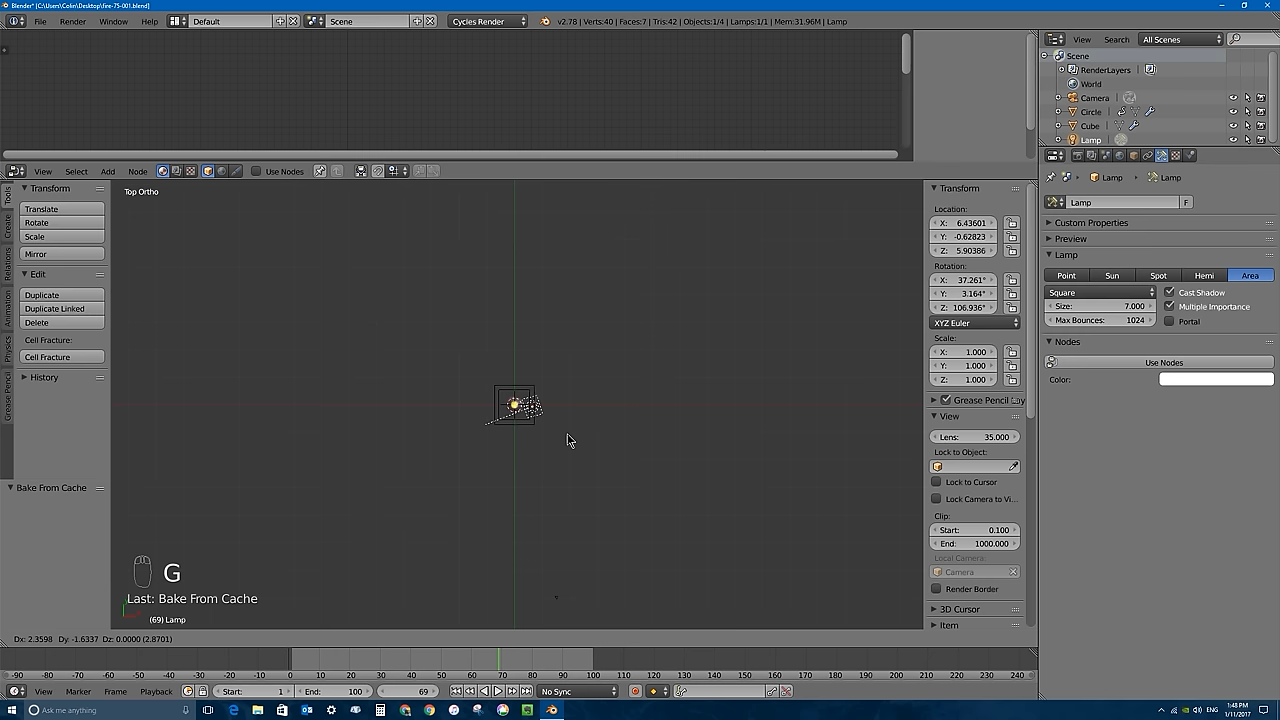 Blender* [C:\Users\Colin\Desktop\fire-75-001.blend]
File Render Window Help Default Scene Cycles Render v2.78 | Verts:40 | Faces:7 | Tris:42 | Objects:1/4 | Lamps:1/1 | Mem:31.96M | Lamp
View Search All Scenes
Scene
RenderLayers
World
Camera
Circle
Cube
Lamp
View Select Add Node Use Nodes
Lamp Lamp
Lamp F
Custom Properties
Preview
Lamp
Point Sun Spot Hemi Area
Square Cast Shadow
Size: 7.000 Multiple Importance
Max Bounces: 1024 Portal
Nodes
Use Nodes
Color:
Tools
Create
Relations
Animation
Physics
Grease Pencil
Transform
Translate
Rotate
Scale
Mirror
Edit
Duplicate
Duplicate Linked
Delete
Cell Fracture:
Cell Fracture
History
Bake From Cache
Top Ortho
G
Last: Bake From Cache
(69) Lamp
Transform
Location:
X: 6.43601
Y: -0.62823
Z: 5.90386
Rotation:
X: 37.261°
Y: 3.164°
Z: 106.936°
XYZ Euler
Scale:
X: 1.000
Y: 1.000
Z: 1.000
Grease Pencil
View
Lens: 35.000
Lock to Object:
Lock to Cursor
Lock Camera to Vi...
Clip:
Start: 0.100
End: 1000.000
Local Camera:
Camera
Render Border
3D Cursor
Item
Dx: 2.3598 Dy: -1.6337 Dz: 0.0000 (2.8701)
-90 -80 -70 -60 -50 -40 -30 -20 -10 0 10 20 30 40 50 60 70 80 90 100 110 120 130 140 150 160 170 180 190 200 210 220 230 240
View Marker Frame Playback Start: 1 End: 100 69 No Sync
Ask me anything
ENG
1:48 PM
1/11/2017